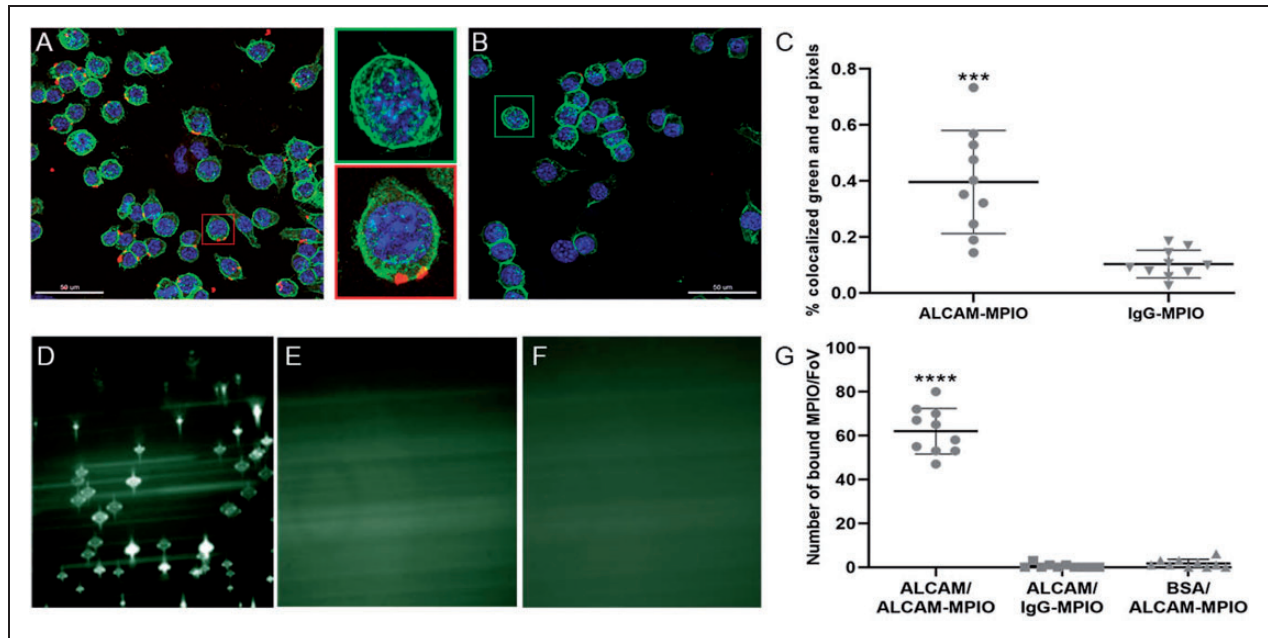 A
B
C
50 µm
50 µm
% colocalized green and red pixels
0.8
0.6
0.4
0.2
0.0
***
ALCAM-MPIO
IgG-MPIO
D
E
F
G
Number of bound MPIO/FoV
100
80
60
40
20
0
****
ALCAM/
ALCAM-MPIO
ALCAM/
IgG-MPIO
BSA/
ALCAM-MPIO